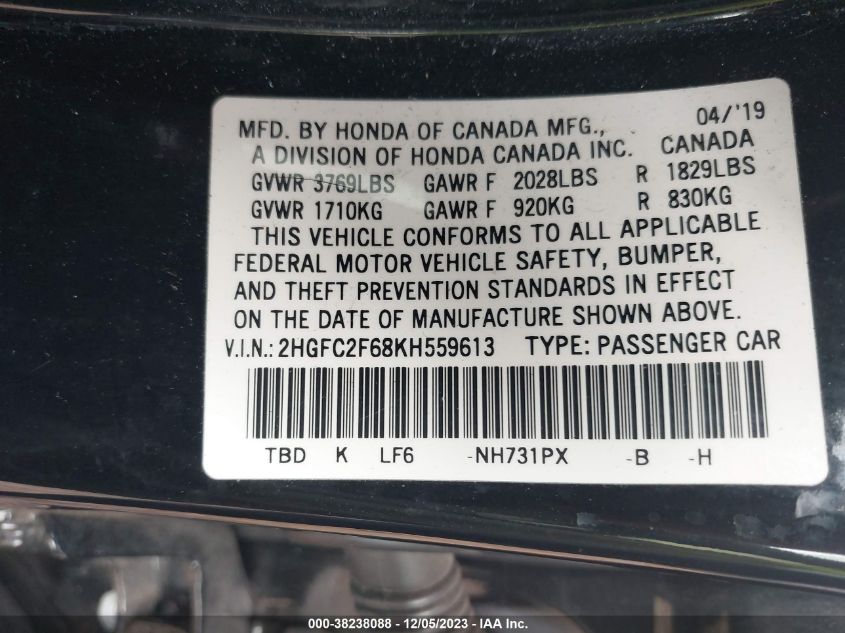 04/'19
MFD. BY HONDA OF CANADA MFG.,
A DIVISION OF HONDA CANADA INC. CANADA
GVWR 3769LBS GAWR F 2028LBS R 1829LBS
GVWR 1710KG GAWR F 920KG R 830KG
THIS VEHICLE CONFORMS TO ALL APPLICABLE
FEDERAL MOTOR VEHICLE SAFETY, BUMPER,
AND THEFT PREVENTION STANDARDS IN EFFECT
ON THE DATE OF MANUFACTURE SHOWN ABOVE.
V.I.N.: 2HGFC2F68KH559613 TYPE: PASSENGER CAR
TBD K LF6 -NH731PX -B -H
000-38238088 - 12/05/2023 - IAA Inc.